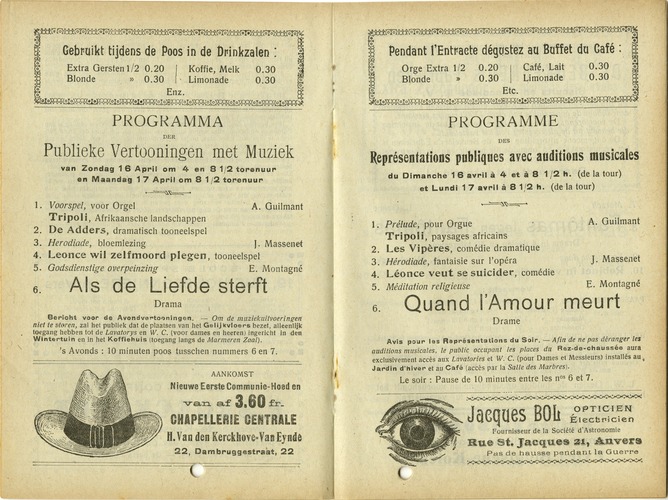 Gebruikt tijdens de Poos in de Drinkzalen :
Extra Gersten 1/2 0.20 | Koffie, Melk 0.30
Blonde » 0.30 | Limonade 0.30
Enz.
PROGRAMMA
DER
Publieke Vertooningen met Muziek
van Zondag 16 April om 4 en 8 1/2 torenuur
en Maandag 17 April om 8 1/2 torenuur
1. Voorspel, voor Orgel A. Guilmant
Tripoli, Afrikaansche landschappen
2. De Adders, dramatisch tooneelspel
3. Herodiade, bloemlezing J. Massenet
4. Leonce wil zelfmoord plegen, tooneelspel
5. Godsdienstige overpeinzing E. Montagné
6. Als de Liefde sterft
Drama
Bericht voor de Avondvertooningen. — Om de muziekuitvoeringen
niet te storen, zal het publiek dat de plaatsen van het Gelijkvloers bezet, alleenlijk
toegang hebben tot de Lavatorys en W. C. (voor dames en heeren) ingericht in den
Wintertuin en in het Koffiehuis (toegang langs de Marmeren Zaal).
's Avonds : 10 minuten poos tusschen nummers 6 en 7.
AANKOMST
Nieuwe Eerste Communie-Hoed en
van af 3.60 fr.
CHAPELLERIE CENTRALE
H. Van den Kerckhove-Van Eynde
22, Dambruggestraat, 22
Pendant l'Entracte dégustez au Buffet du Café :
Orge Extra 1/2 0.20 | Café, Lait 0.30
Blonde » 0.30 | Limonade 0.30
Etc.
PROGRAMME
DES
Représentations publiques avec auditions musicales
du Dimanche 16 avril à 4 et à 8 1/2 h. (de la tour)
et Lundi 17 avril à 8 1/2 h. (de la tour)
1. Prélude, pour Orgue A. Guilmant
Tripoli, paysages africains
2. Les Vipères, comédie dramatique
3. Hérodiade, fantaisie sur l'opéra J. Massenet
4. Léonce veut se suicider, comédie
5. Méditation religieuse E. Montagné
6. Quand l'Amour meurt
Drame
Avis pour les Représentations du Soir. — Afin de ne pas déranger les
auditions musicales, le public occupant les places du Rez-de-chaussée aura
exclusivement accès aux Lavatories et W. C. (pour Dames et Messieurs) installés au
Jardin d'hiver et au Café (accès par la Salle des Marbres).
Le soir : Pause de 10 minutes entre les nos 6 et 7.
Jacques BOL OPTICIEN
Électricien
Fournisseur de la Société d'Astronomie
Rue St. Jacques 21, Anvers
Pas de hausse pendant la Guerre